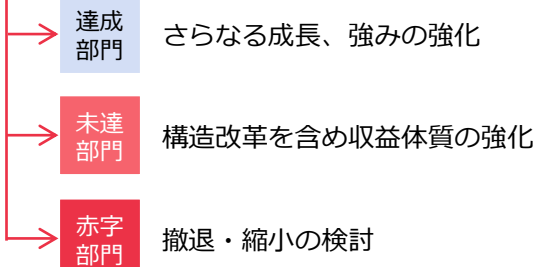 達成
部門
さらなる成長、強みの強化
未達
部門
構造改革を含め収益体質の強化
赤字
部門
撤退・縮小の検討